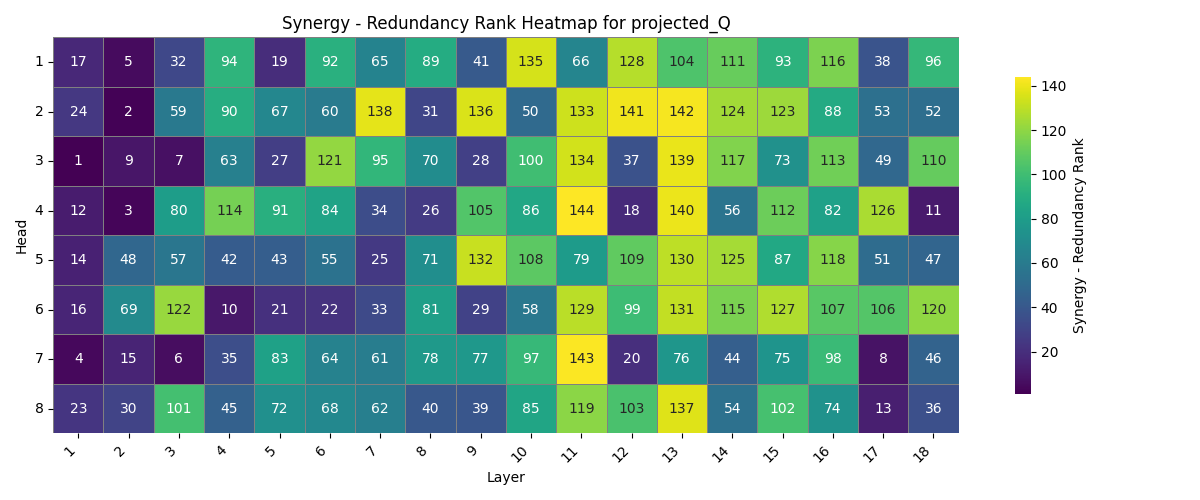 Synergy - Redundancy Rank Heatmap for projected_Q
1 17 5 32 94 19 92 65 89 41 135 66 128 104 111 93 116 38 96
2 24 2 59 90 67 60 138 31 136 50 133 141 142 124 123 88 53 52
3 1 9 7 63 27 121 95 70 28 100 134 37 139 117 73 113 49 110
4 12 3 80 114 91 84 34 26 105 86 144 18 140 56 112 82 126 11
5 14 48 57 42 43 55 25 71 132 108 79 109 130 125 87 118 51 47
6 16 69 122 10 21 22 33 81 29 58 129 99 131 115 127 107 106 120
7 4 15 6 35 83 64 61 78 77 97 143 20 76 44 75 98 8 46
8 23 30 101 45 72 68 62 40 39 85 119 103 137 54 102 74 13 36
1 2 3 4 5 6 7 8 9 10 11 12 13 14 15 16 17 18
Layer
Head
140
120
100
80
60
40
20
Synergy - Redundancy Rank